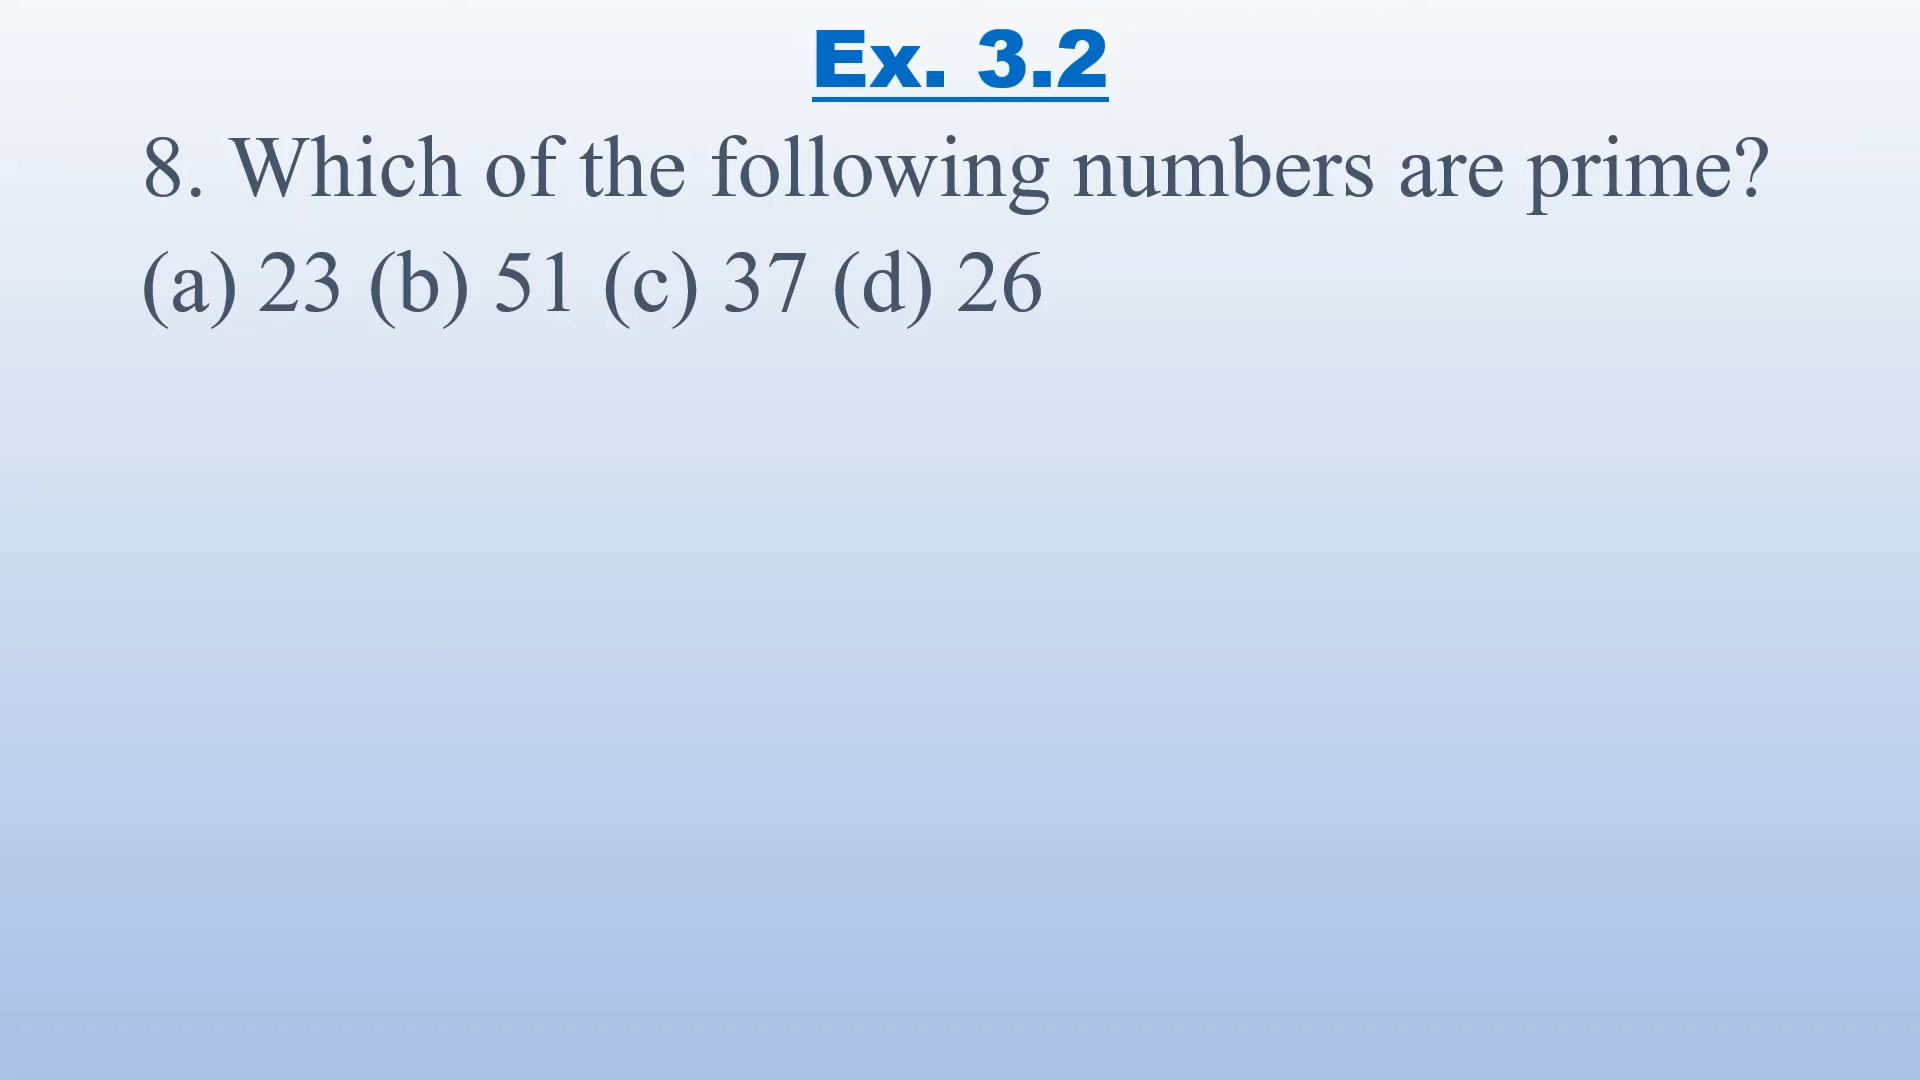 Ex. 3.2
8. Which of the following numbers are prime?
(a) 23 (b) 51 (c) 37 (d) 26